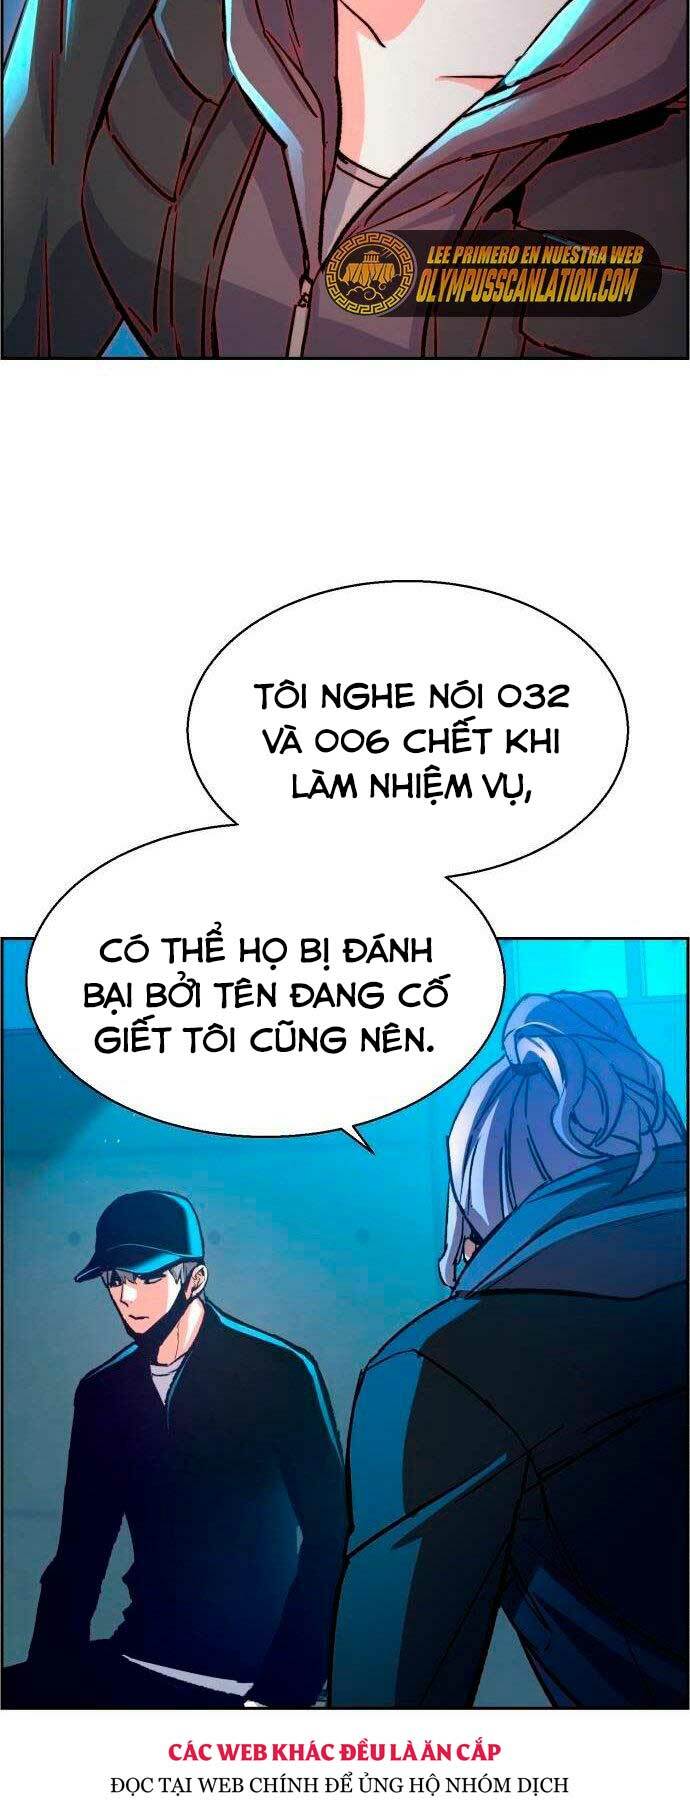 LEE PRIMERO EN NUESTRA WEB
OLYMPUSSCANLATION.COM
TÔI NGHE NÓI 032
VÀ 006 CHẾT KHI
LÀM NHIỆM VỤ,
CÓ THỂ HỌ BỊ ĐÁNH
BẠI BỞI TÊN ĐANG CỐ
GIẾT TÔI CŨNG NÊN.
CÁC WEB KHÁC ĐỀU LÀ ĂN CẮP
ĐỌC TẠI WEB CHÍNH ĐỂ ỦNG HỘ NHÓM DỊCH